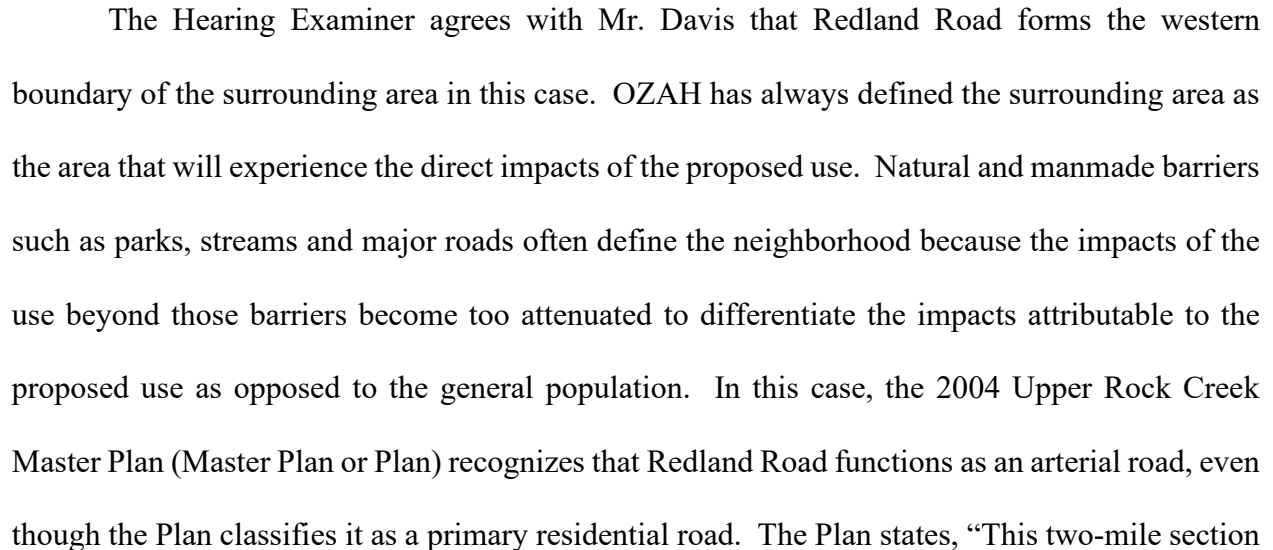 The Hearing Examiner agrees with Mr. Davis that Redland Road forms the western
boundary of the surrounding area in this case.  OZAH has always defined the surrounding area as
the area that will experience the direct impacts of the proposed use.  Natural and manmade barriers
such as parks, streams and major roads often define the neighborhood because the impacts of the
use beyond those barriers become too attenuated to differentiate the impacts attributable to the
proposed use as opposed to the general population.  In this case, the 2004 Upper Rock Creek
Master Plan (Master Plan or Plan) recognizes that Redland Road functions as an arterial road, even
though the Plan classifies it as a primary residential road.  The Plan states, “This two-mile section